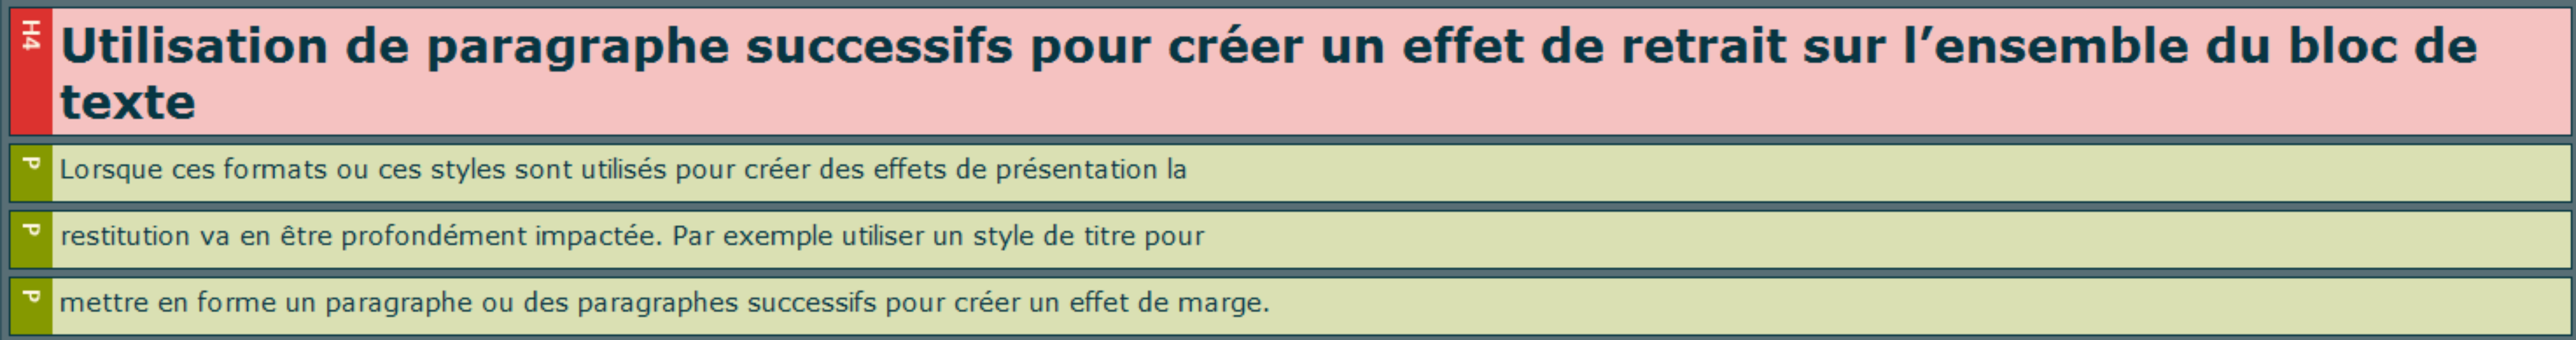 H4
Utilisation de paragraphe successifs pour créer un effet de retrait sur l’ensemble du bloc de
texte
P
Lorsque ces formats ou ces styles sont utilisés pour créer des effets de présentation la
P
restitution va en être profondément impactée. Par exemple utiliser un style de titre pour
P
mettre en forme un paragraphe ou des paragraphes successifs pour créer un effet de marge.